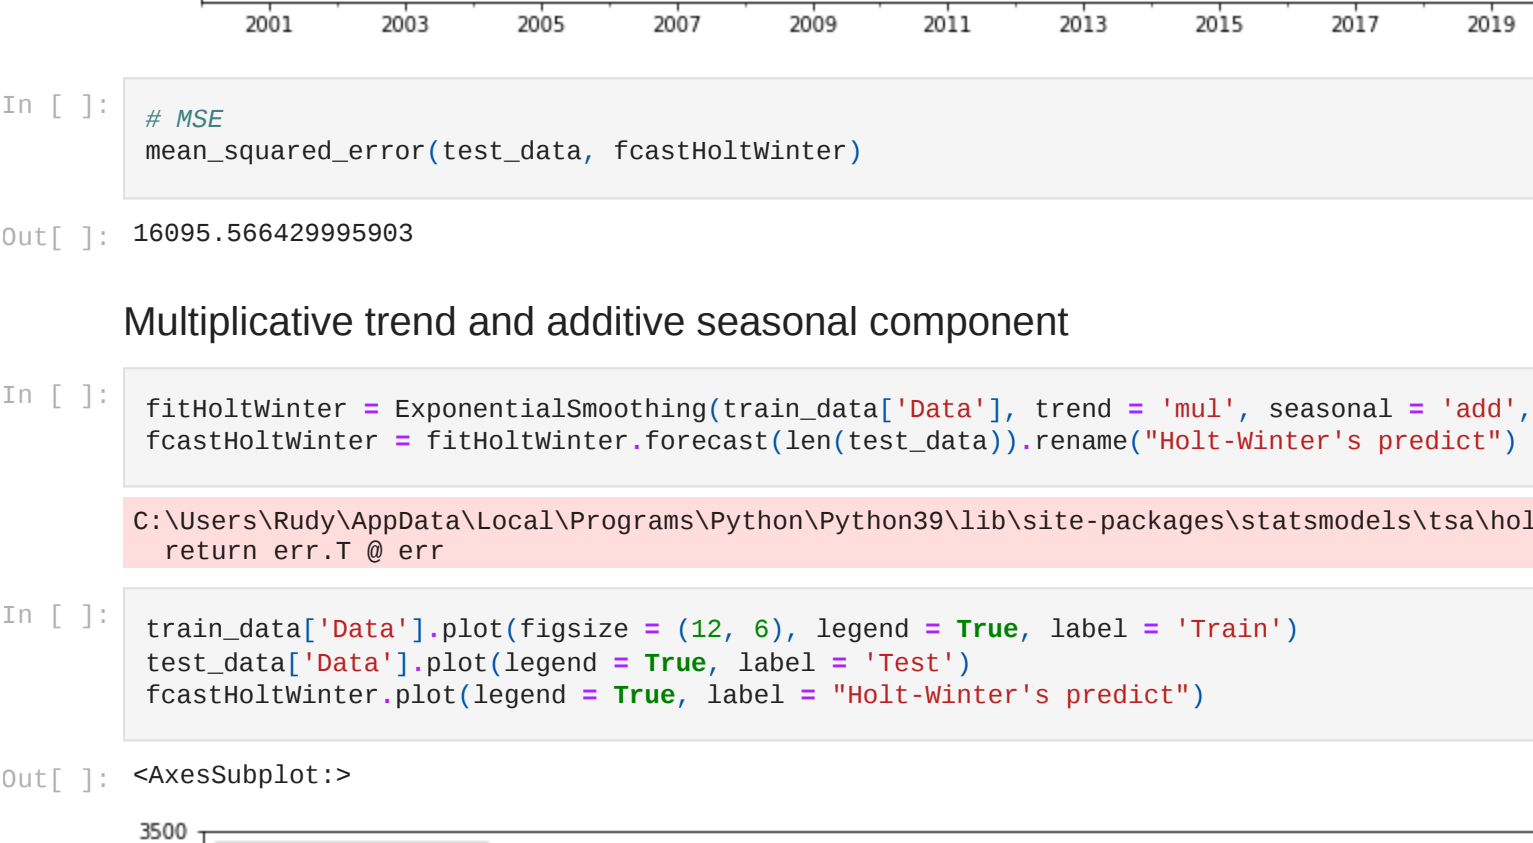 2001 2003 2005 2007 2009 2011 2013 2015 2017 2019
In [ ]:
# MSE
mean_squared_error(test_data, fcastHoltWinter)
Out[ ]: 16095.566429995903
Multiplicative trend and additive seasonal component
In [ ]:
fitHoltWinter = ExponentialSmoothing(train_data['Data'], trend = 'mul', seasonal = 'add',
fcastHoltWinter = fitHoltWinter.forecast(len(test_data)).rename("Holt-Winter's predict")
C:\Users\Rudy\AppData\Local\Programs\Python\Python39\lib\site-packages\statsmodels\tsa\hol
return err.T @ err
In [ ]:
train_data['Data'].plot(figsize = (12, 6), legend = True, label = 'Train')
test_data['Data'].plot(legend = True, label = 'Test')
fcastHoltWinter.plot(legend = True, label = "Holt-Winter's predict")
Out[ ]: <AxesSubplot:>
3500